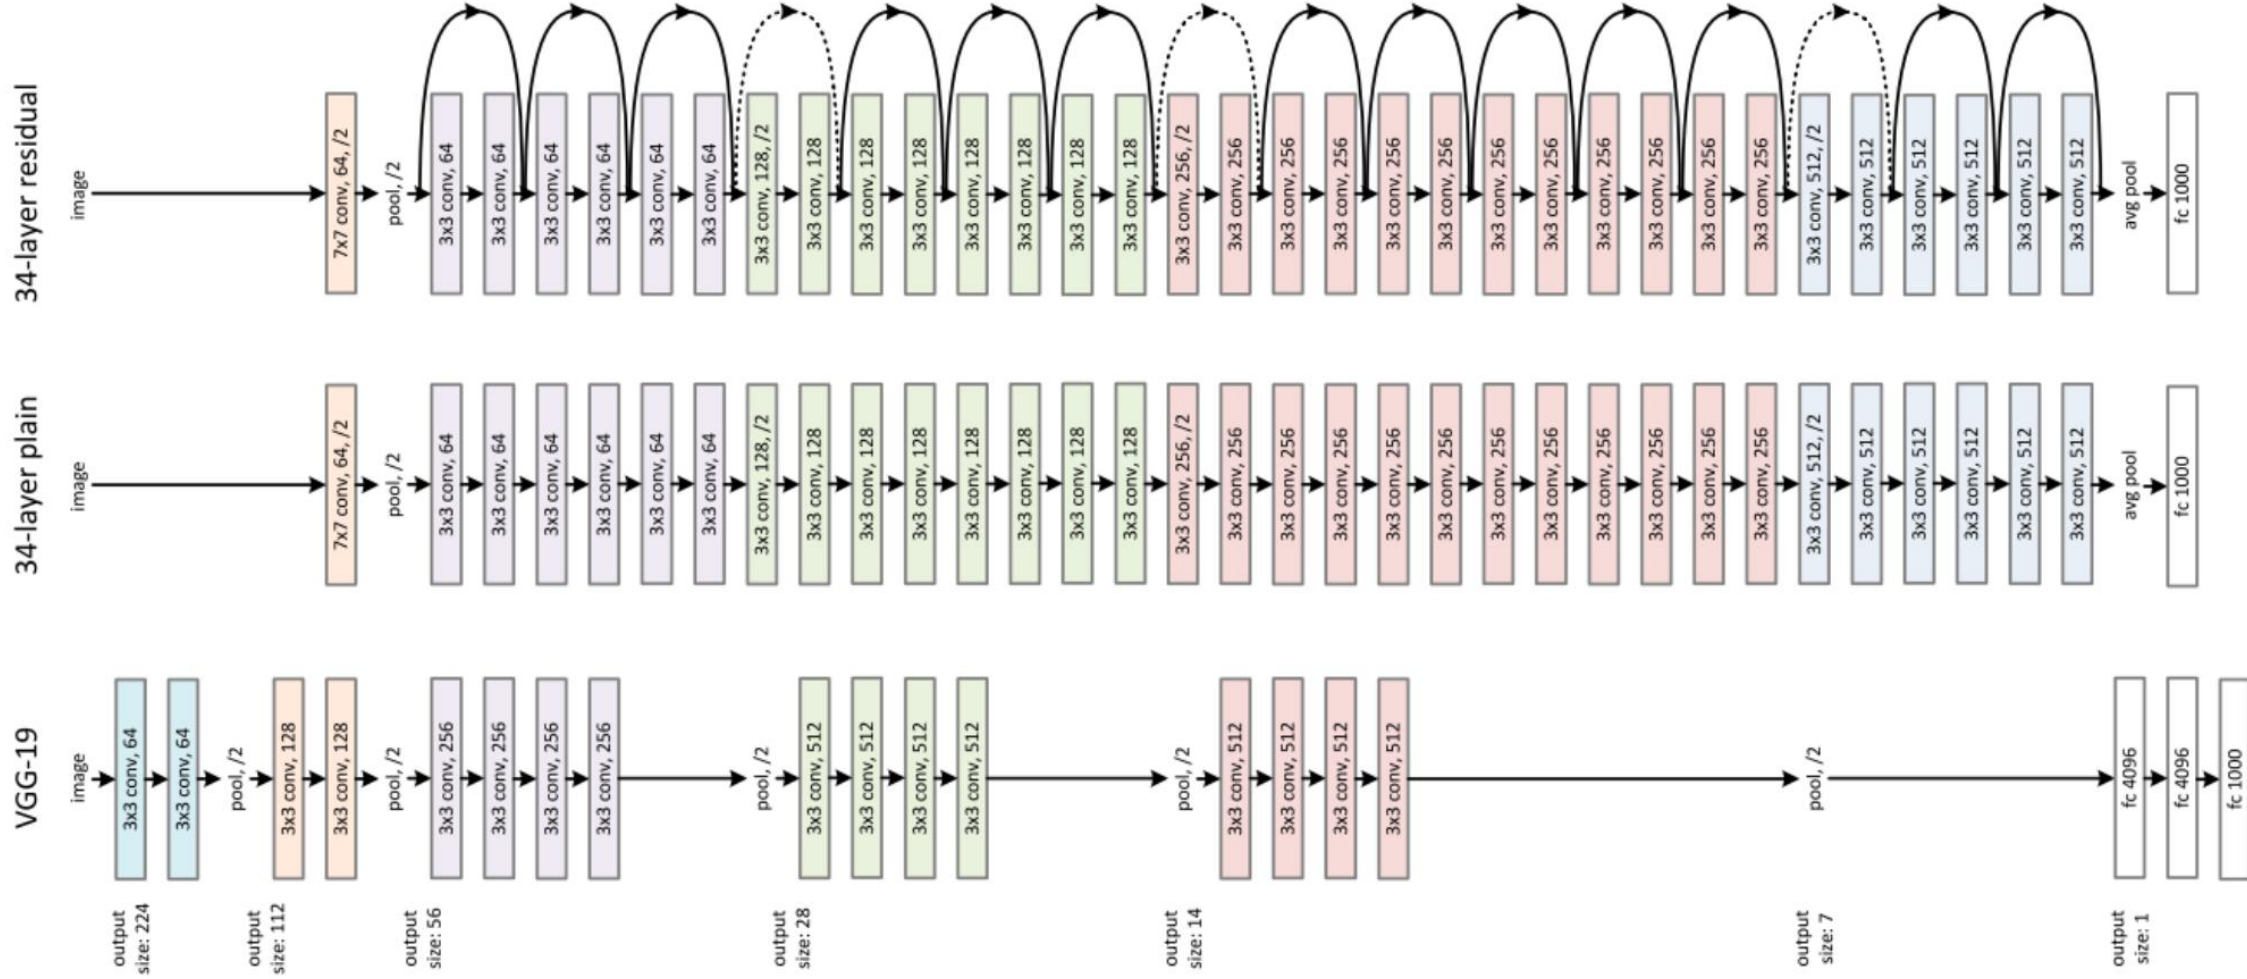 34-layer residual
image
7x7 conv, 64, /2
pool, /2
3x3 conv, 64
3x3 conv, 64
3x3 conv, 64
3x3 conv, 64
3x3 conv, 64
3x3 conv, 64
3x3 conv, 128, /2
3x3 conv, 128
3x3 conv, 128
3x3 conv, 128
3x3 conv, 128
3x3 conv, 128
3x3 conv, 128
3x3 conv, 128
3x3 conv, 256, /2
3x3 conv, 256
3x3 conv, 256
3x3 conv, 256
3x3 conv, 256
3x3 conv, 256
3x3 conv, 256
3x3 conv, 256
3x3 conv, 256
3x3 conv, 256
3x3 conv, 256
3x3 conv, 256
3x3 conv, 512, /2
3x3 conv, 512
3x3 conv, 512
3x3 conv, 512
3x3 conv, 512
3x3 conv, 512
avg pool
fc 1000
34-layer plain
image
7x7 conv, 64, /2
pool, /2
3x3 conv, 64
3x3 conv, 64
3x3 conv, 64
3x3 conv, 64
3x3 conv, 64
3x3 conv, 64
3x3 conv, 128, /2
3x3 conv, 128
3x3 conv, 128
3x3 conv, 128
3x3 conv, 128
3x3 conv, 128
3x3 conv, 128
3x3 conv, 128
3x3 conv, 256, /2
3x3 conv, 256
3x3 conv, 256
3x3 conv, 256
3x3 conv, 256
3x3 conv, 256
3x3 conv, 256
3x3 conv, 256
3x3 conv, 256
3x3 conv, 256
3x3 conv, 256
3x3 conv, 256
3x3 conv, 512, /2
3x3 conv, 512
3x3 conv, 512
3x3 conv, 512
3x3 conv, 512
3x3 conv, 512
avg pool
fc 1000
VGG-19
image
3x3 conv, 64
3x3 conv, 64
pool, /2
3x3 conv, 128
3x3 conv, 128
pool, /2
3x3 conv, 256
3x3 conv, 256
3x3 conv, 256
3x3 conv, 256
pool, /2
3x3 conv, 512
3x3 conv, 512
3x3 conv, 512
3x3 conv, 512
pool, /2
3x3 conv, 512
3x3 conv, 512
3x3 conv, 512
3x3 conv, 512
pool, /2
fc 4096
fc 4096
fc 1000
output
size: 224
output
size: 112
output
size: 56
output
size: 28
output
size: 14
output
size: 7
output
size: 1